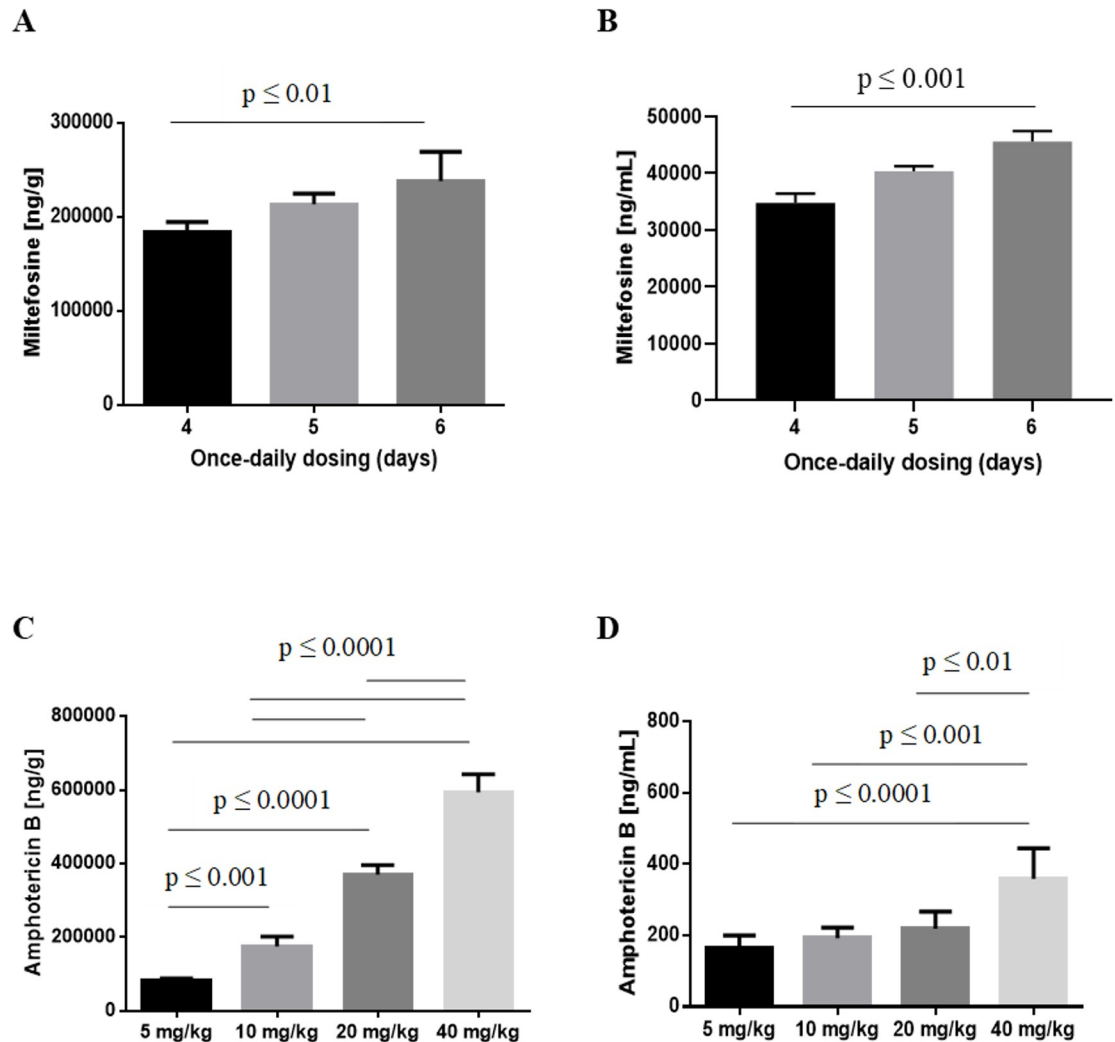 A
p ≤ 0.01
Miltefosine [ng/g]
300000
200000
100000
0
4 5 6
Once-daily dosing (days)
B
p ≤ 0.001
Miltefosine [ng/mL]
50000
40000
30000
20000
10000
0
4 5 6
Once-daily dosing (days)
C
p ≤ 0.0001
p ≤ 0.0001
p ≤ 0.001
Amphotericin B [ng/g]
800000
600000
400000
200000
0
5 mg/kg 10 mg/kg 20 mg/kg 40 mg/kg
D
p ≤ 0.01
p ≤ 0.001
p ≤ 0.0001
Amphotericin B [ng/mL]
800
600
400
200
0
5 mg/kg 10 mg/kg 20 mg/kg 40 mg/kg